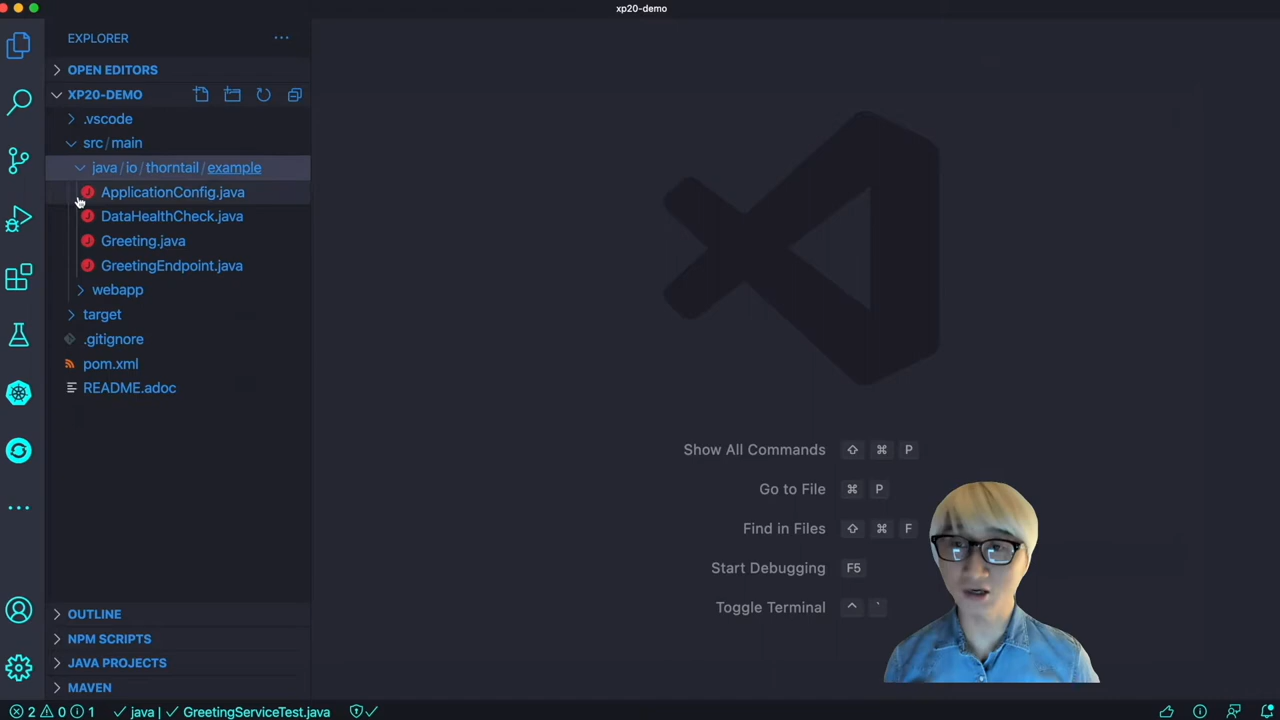 xp20-demo
EXPLORER
OPEN EDITORS
XP20-DEMO
.vscode
src / main
java / io / thorntail / example
ApplicationConfig.java
DataHealthCheck.java
Greeting.java
GreetingEndpoint.java
webapp
target
.gitignore
pom.xml
README.adoc
OUTLINE
NPM SCRIPTS
JAVA PROJECTS
MAVEN
Show All Commands ⇧ ⌘ P
Go to File ⌘ P
Find in Files ⇧ ⌘ F
Start Debugging F5
Toggle Terminal ^ `
2 0 1 ✓ java | ✓ GreetingServiceTest.java